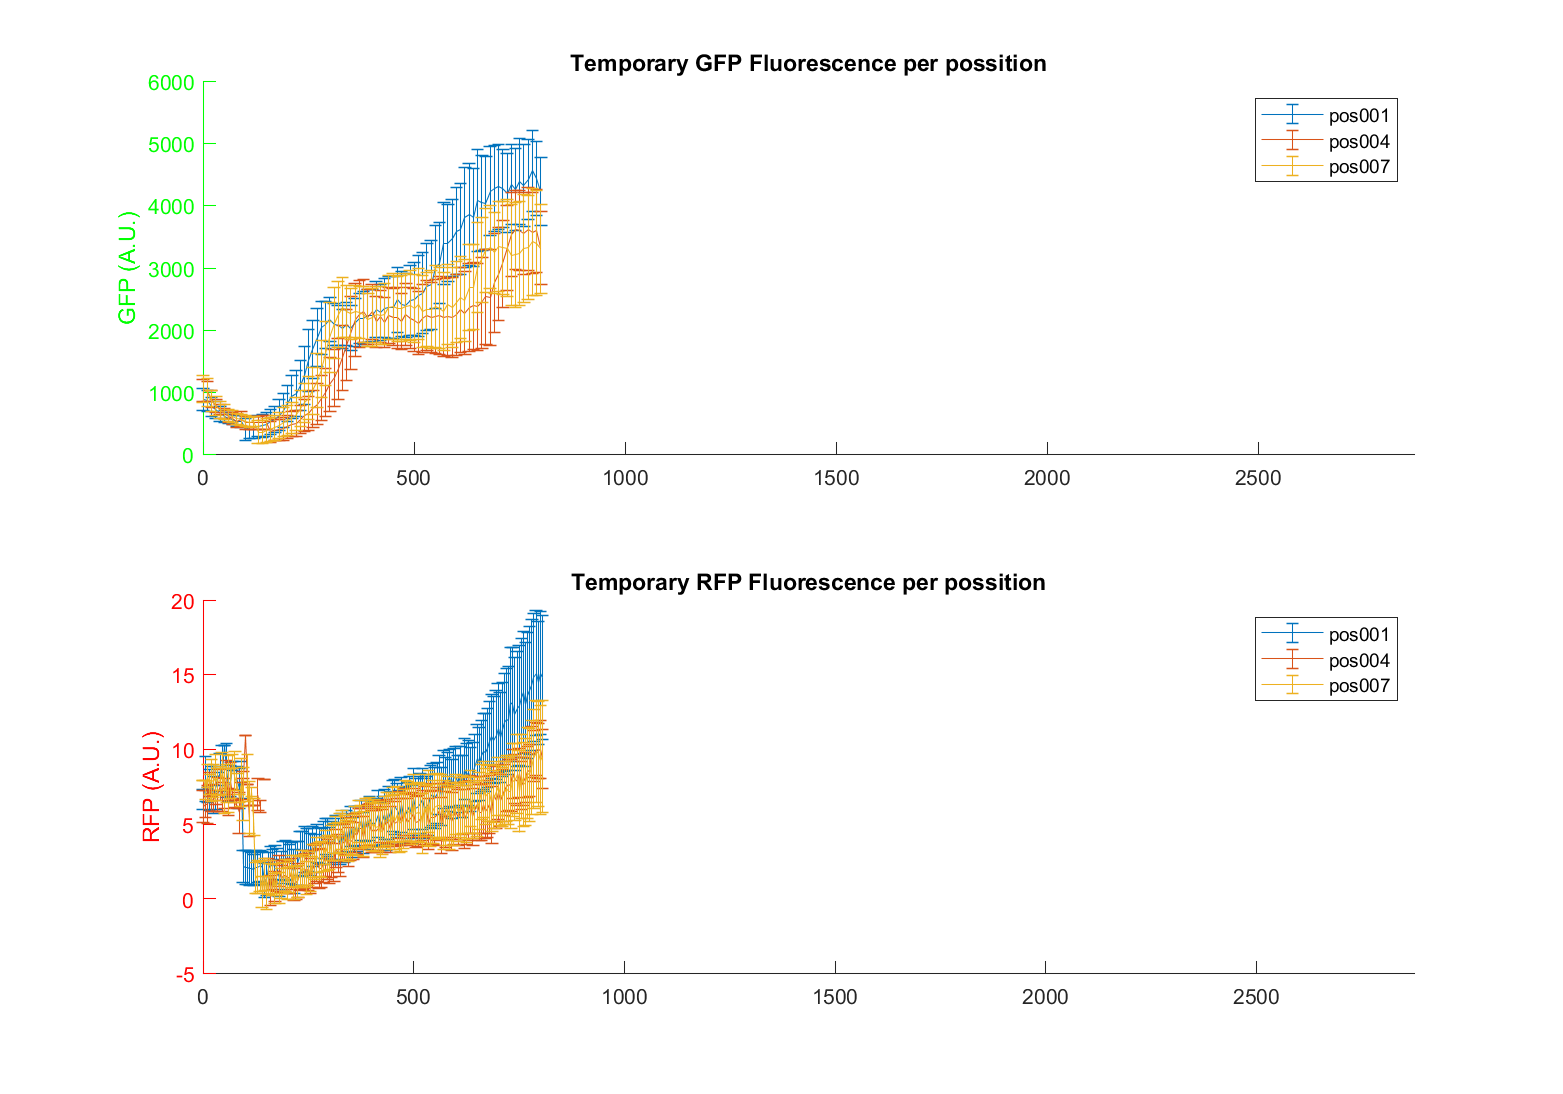 Temporary GFP Fluorescence per possition
6000
5000
4000
3000
2000
1000
0
GFP (A.U.)
0 500 1000 1500 2000 2500
pos001
pos004
pos007
Temporary RFP Fluorescence per possition
20
15
10
5
0
-5
RFP (A.U.)
0 500 1000 1500 2000 2500
pos001
pos004
pos007